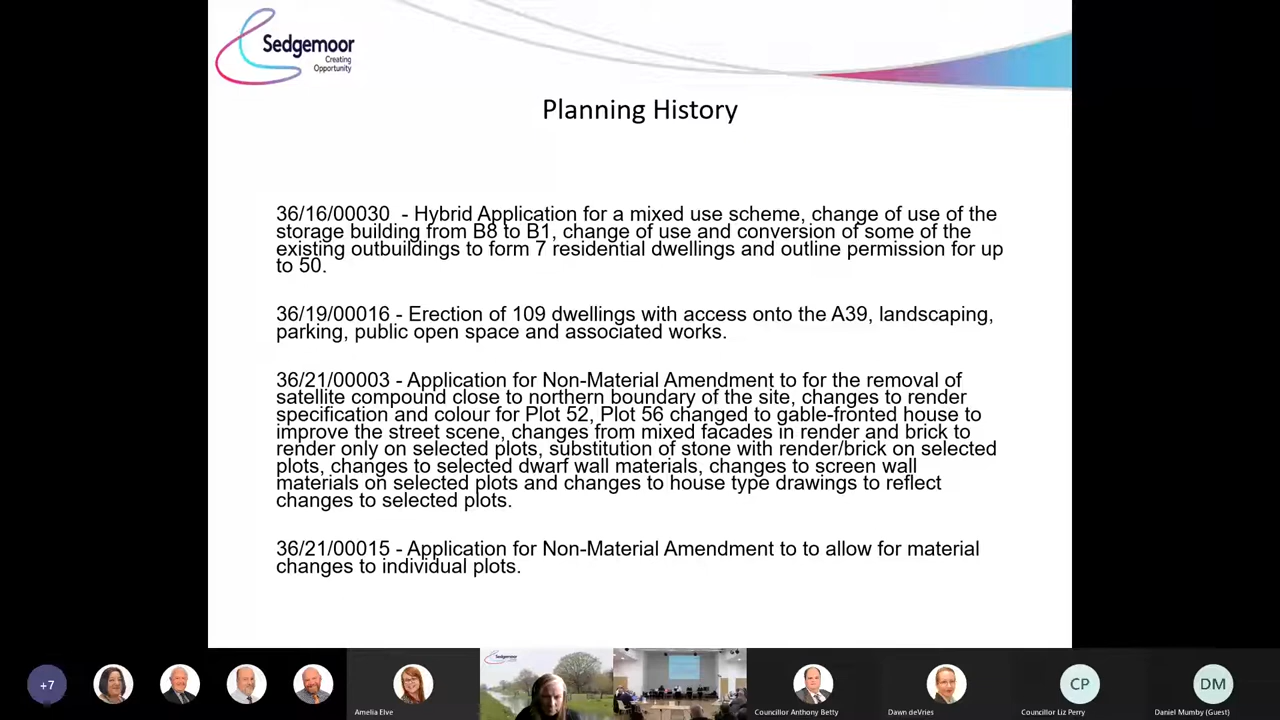 Sedgemoor
Creating
Opportunity
Planning History
36/16/00030 - Hybrid Application for a mixed use scheme, change of use of the
storage building from B8 to B1, change of use and conversion of some of the
existing outbuildings to form 7 residential dwellings and outline permission for up
to 50.
36/19/00016 - Erection of 109 dwellings with access onto the A39, landscaping,
parking, public open space and associated works.
36/21/00003 - Application for Non-Material Amendment to for the removal of
satellite compound close to northern boundary of the site, changes to render
specification and colour for Plot 52, Plot 56 changed to gable-fronted house to
improve the street scene, changes from mixed facades in render and brick to
render only on selected plots, substitution of stone with render/brick on selected
plots, changes to selected dwarf wall materials, changes to screen wall
materials on selected plots and changes to house type drawings to reflect
changes to selected plots.
36/21/00015 - Application for Non-Material Amendment to to allow for material
changes to individual plots.
+7
Amelia Elve
Sedgemoor
Councillor Anthony Betty
Dawn deVries
CP
Councillor Liz Perry
DM
Daniel Mumby (Guest)